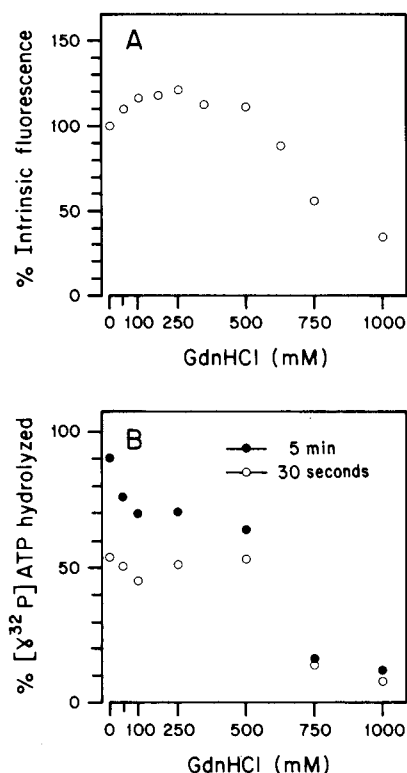 A
% Intrinsic fluorescence
150
100
50
0
0 100 250 500 750 1000
GdnHCl (mM)
B
5 min
30 seconds
% [γ³²P] ATP hydrolyzed
100
50
0
0 100 250 500 750 1000
GdnHCl (mM)